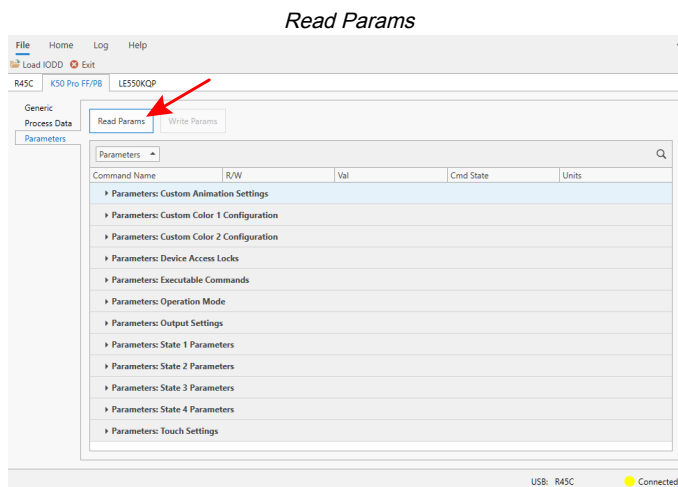 Read Params
File Home Log Help
Load IODD Exit
R45C K50 Pro FF/PB LE550KQP
Generic
Process Data
Parameters
Read Params Write Params
Parameters
Command Name R/W Val Cmd State Units
Parameters: Custom Animation Settings
Parameters: Custom Color 1 Configuration
Parameters: Custom Color 2 Configuration
Parameters: Device Access Locks
Parameters: Executable Commands
Parameters: Operation Mode
Parameters: Output Settings
Parameters: State 1 Parameters
Parameters: State 2 Parameters
Parameters: State 3 Parameters
Parameters: State 4 Parameters
Parameters: Touch Settings
USB: R45C Connected